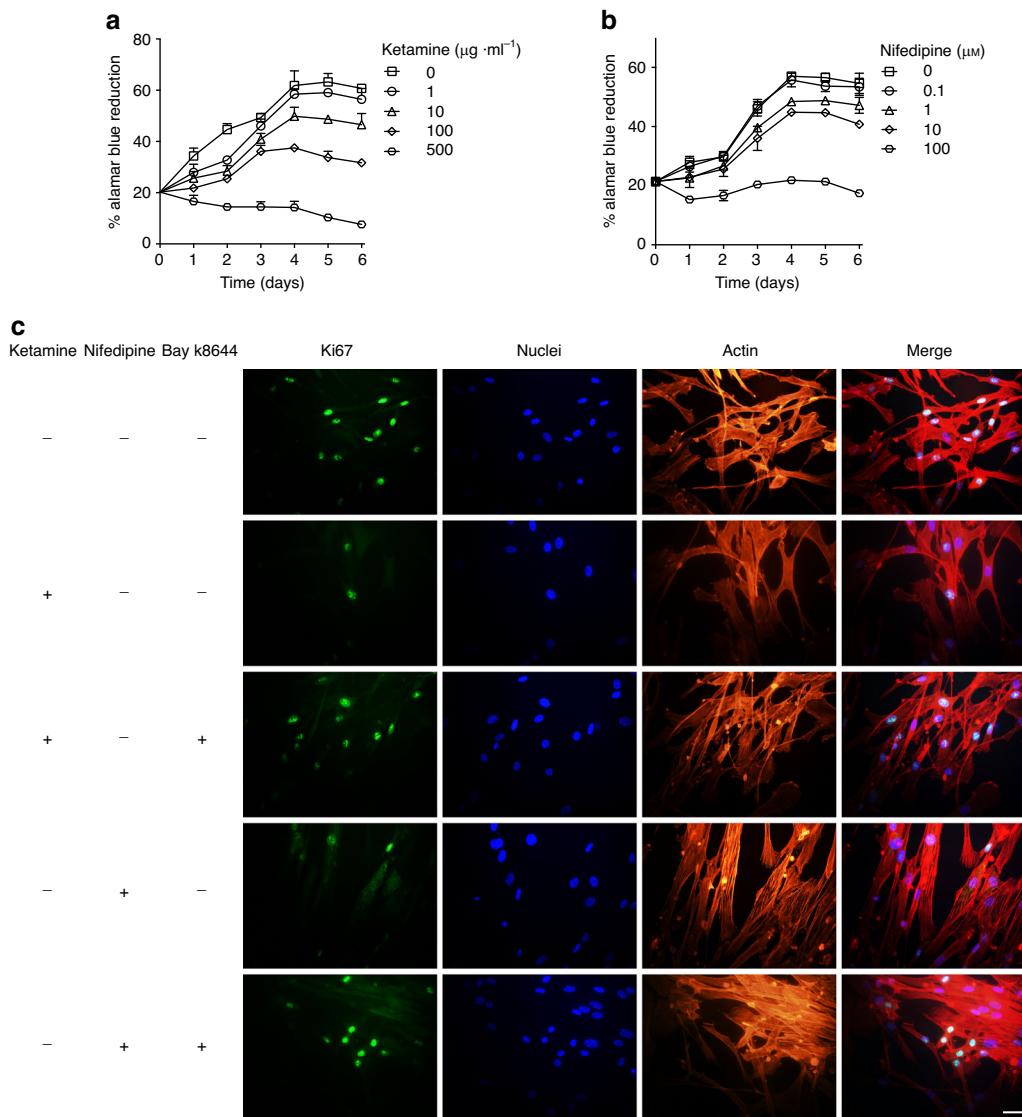 a
Ketamine (µg ·ml⁻¹)
0
1
10
100
500
% alamar blue reduction
80
60
40
20
0
0 1 2 3 4 5 6
Time (days)
b
Nifedipine (µM)
0
0.1
1
10
100
% alamar blue reduction
60
40
20
0
0 1 2 3 4 5 6
Time (days)
c
Ketamine Nifedipine Bay k8644 Ki67 Nuclei Actin Merge
– – –
+ – –
+ – +
– + –
– + +